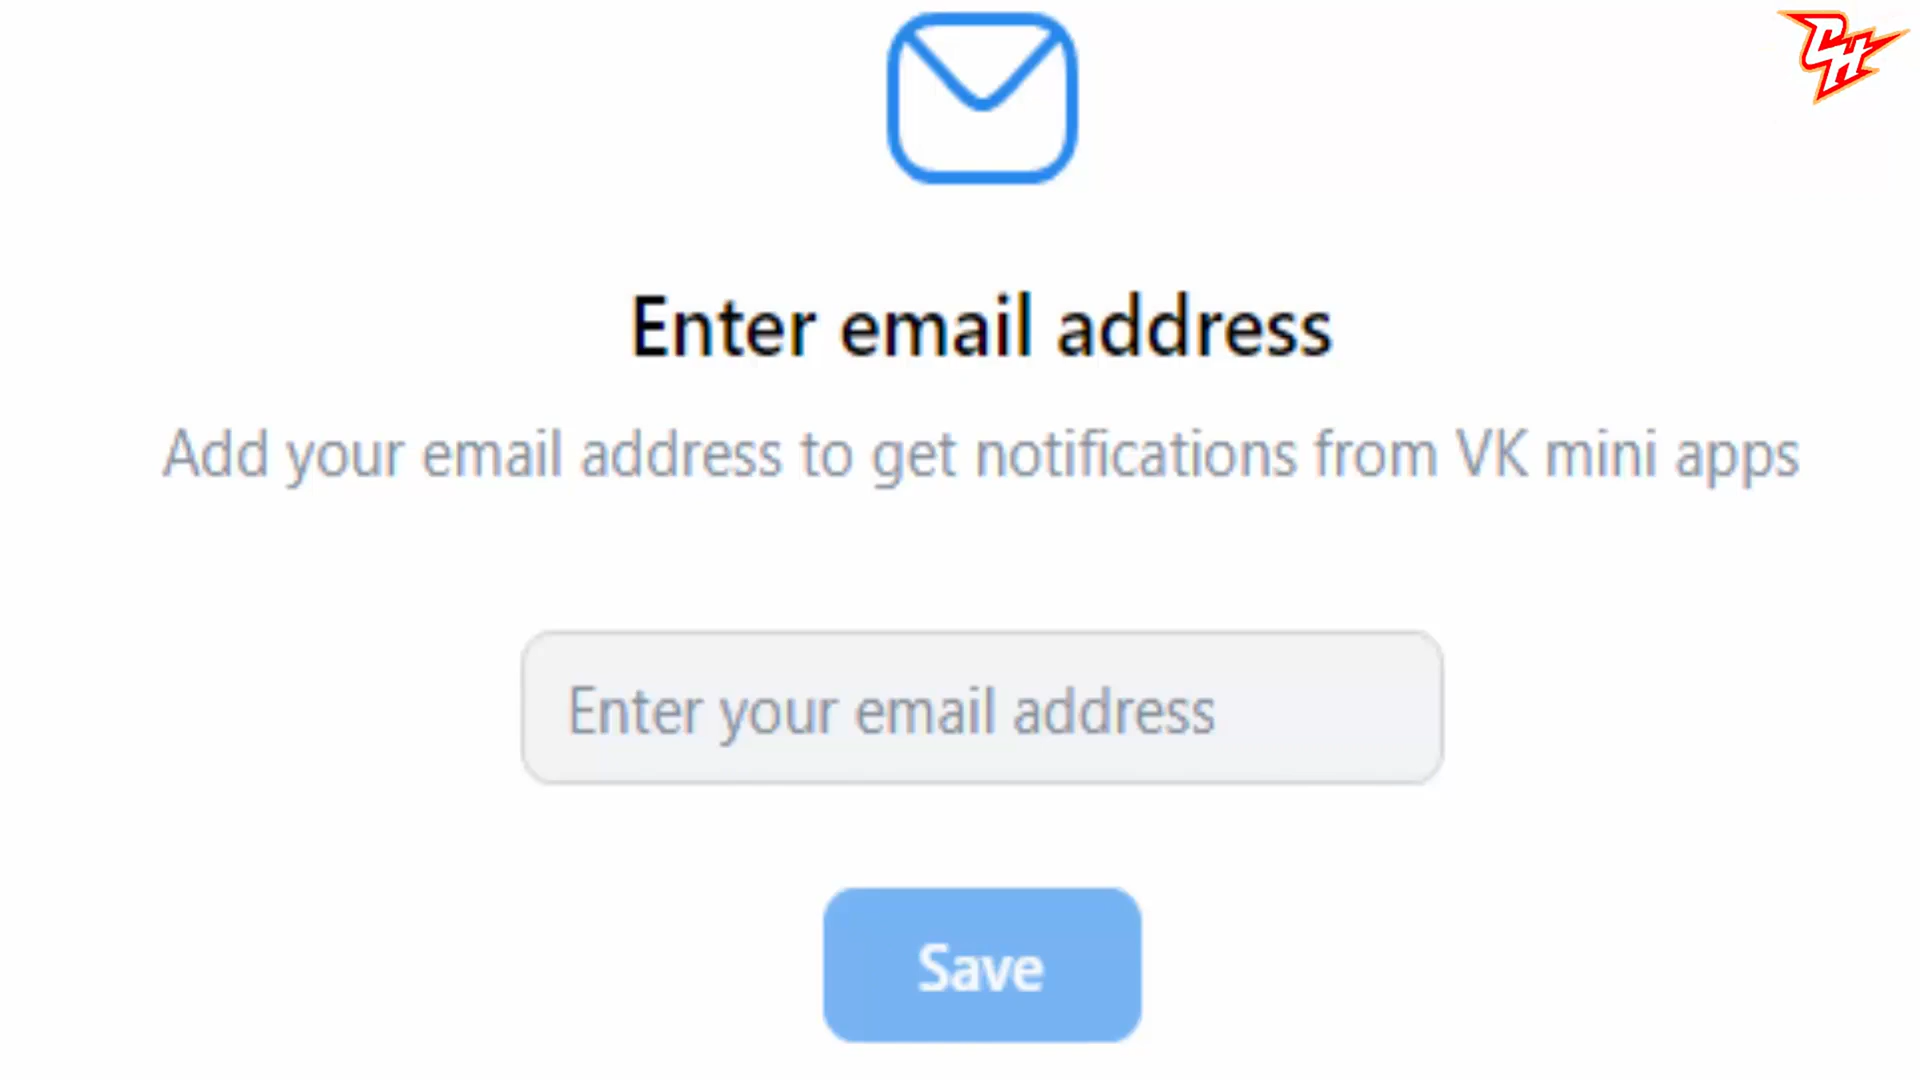 CH
Enter email address
Add your email address to get notifications from VK mini apps
Enter your email address
Save